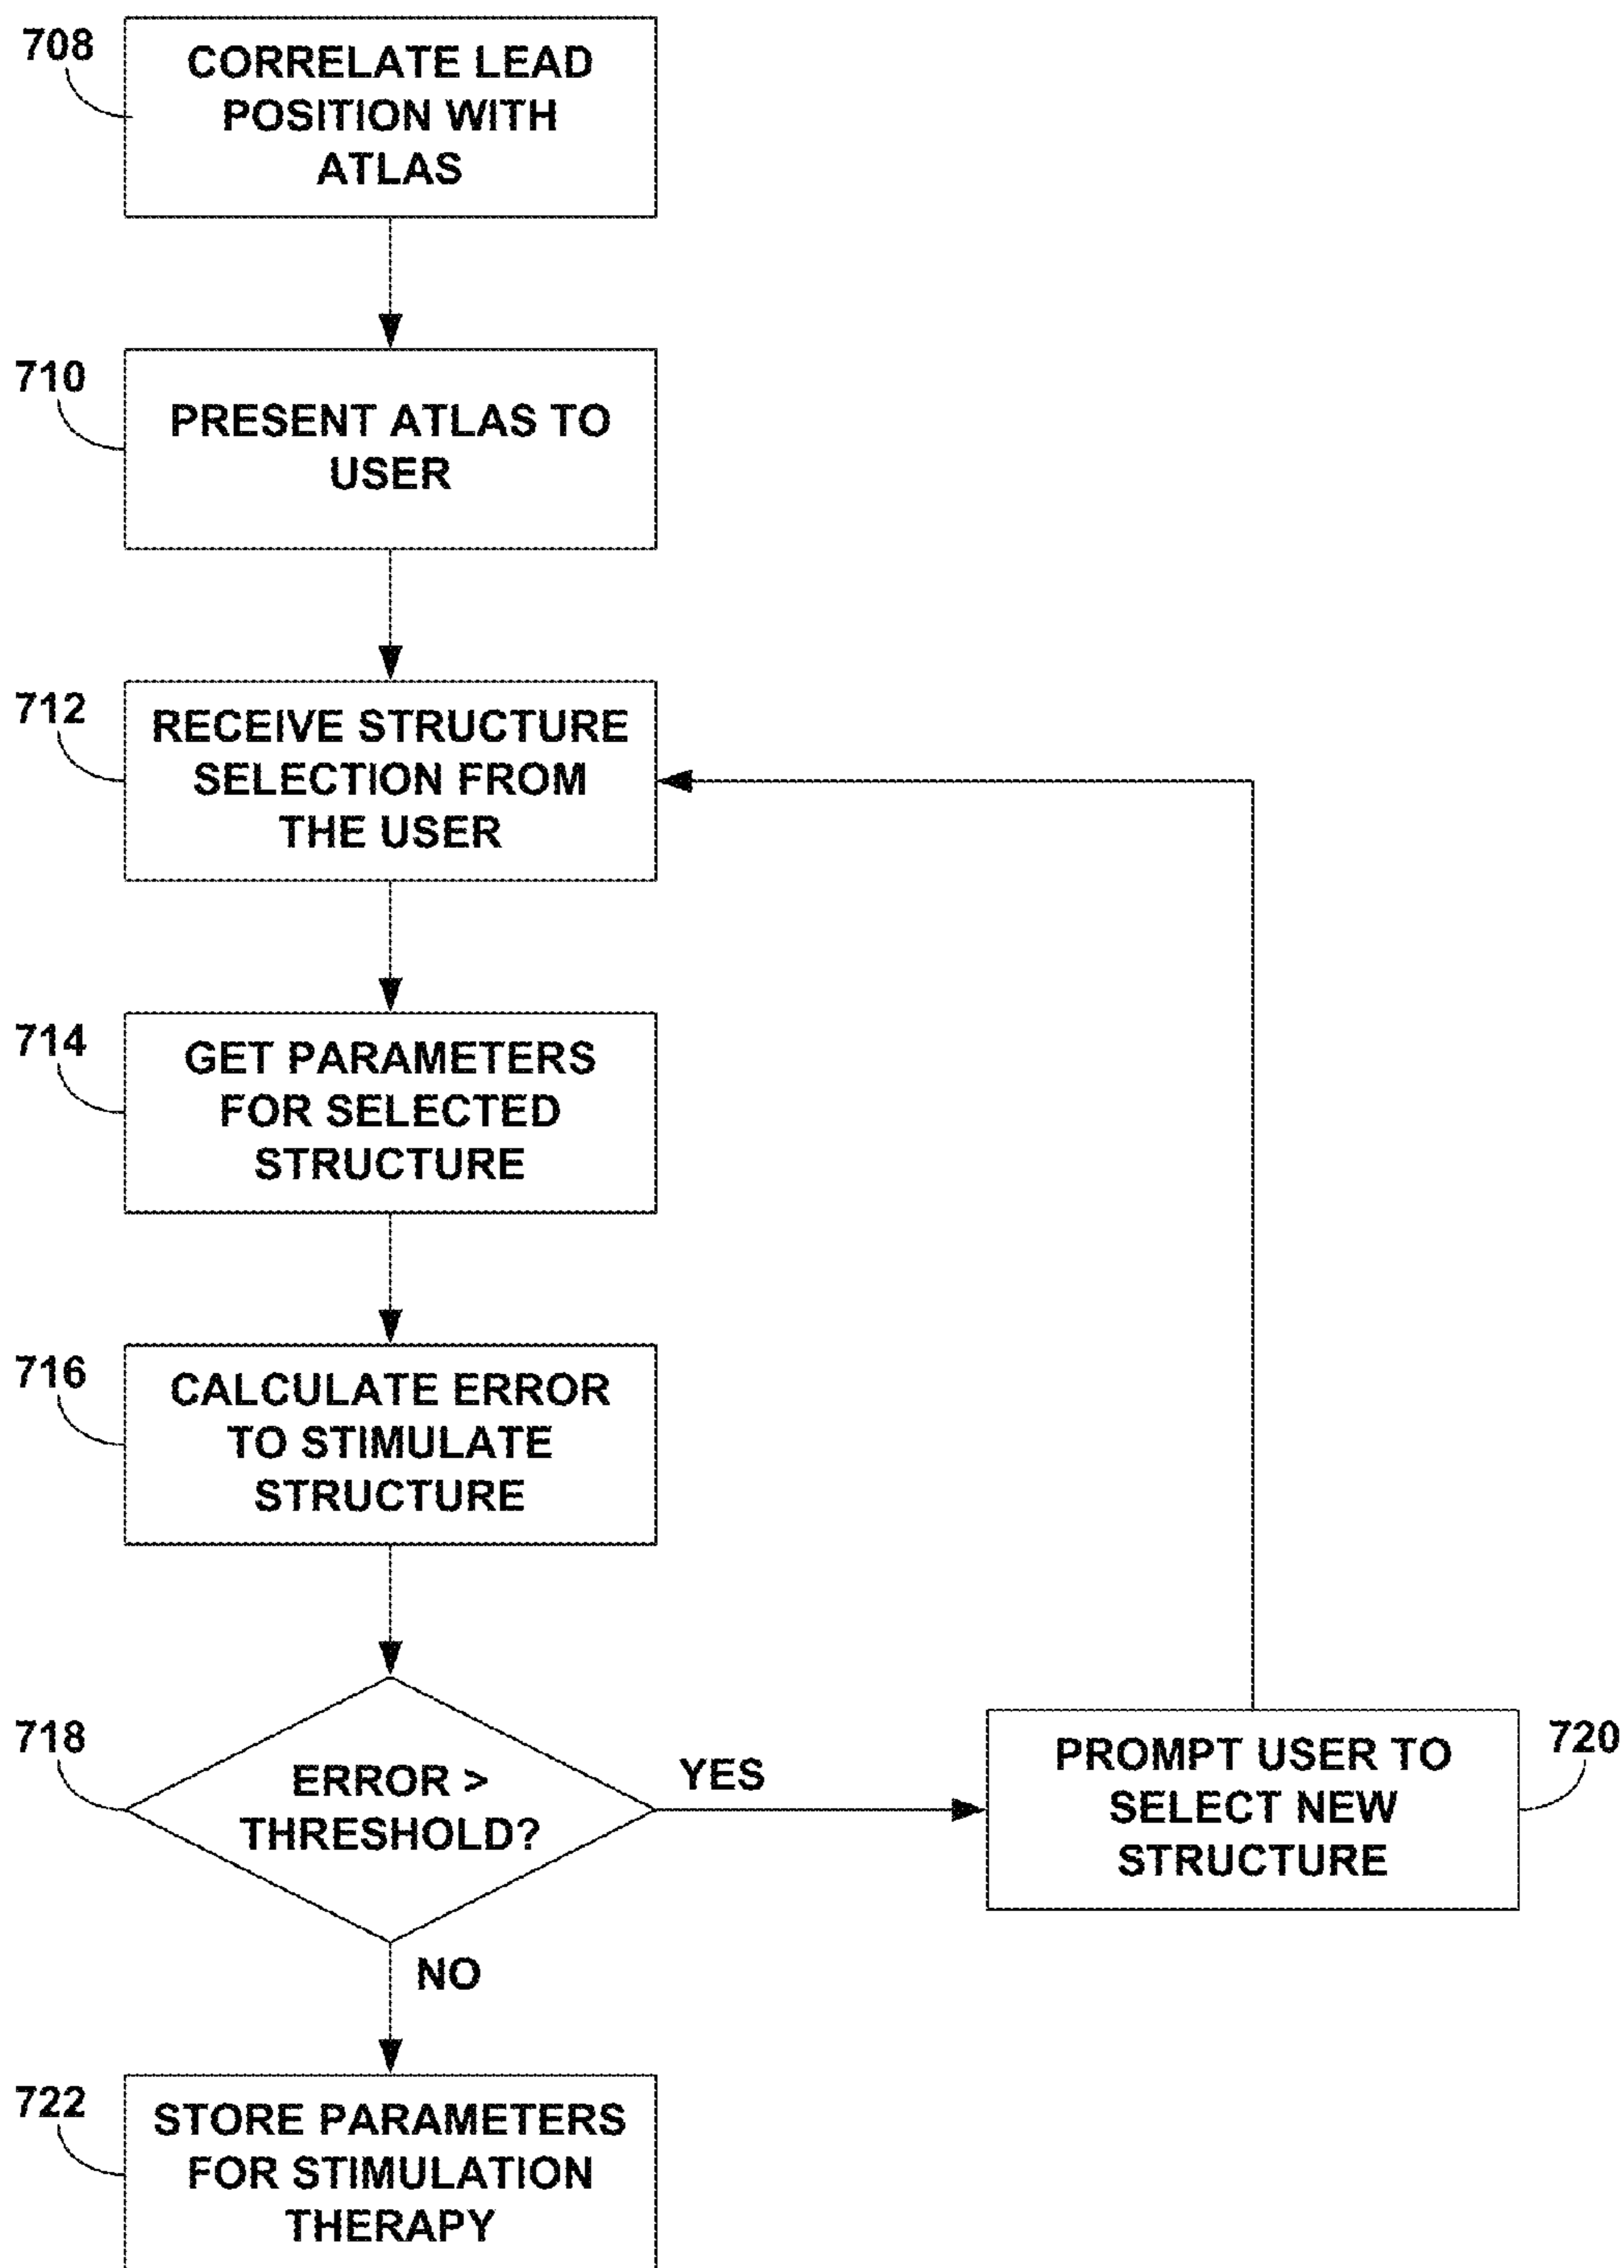 708
CORRELATE LEAD
POSITION WITH
ATLAS
710
PRESENT ATLAS TO
USER
712
RECEIVE STRUCTURE
SELECTION FROM
THE USER
714
GET PARAMETERS
FOR SELECTED
STRUCTURE
716
CALCULATE ERROR
TO STIMULATE
STRUCTURE
718
ERROR >
THRESHOLD?
YES
PROMPT USER TO
SELECT NEW
STRUCTURE
720
NO
722
STORE PARAMETERS
FOR STIMULATION
THERAPY